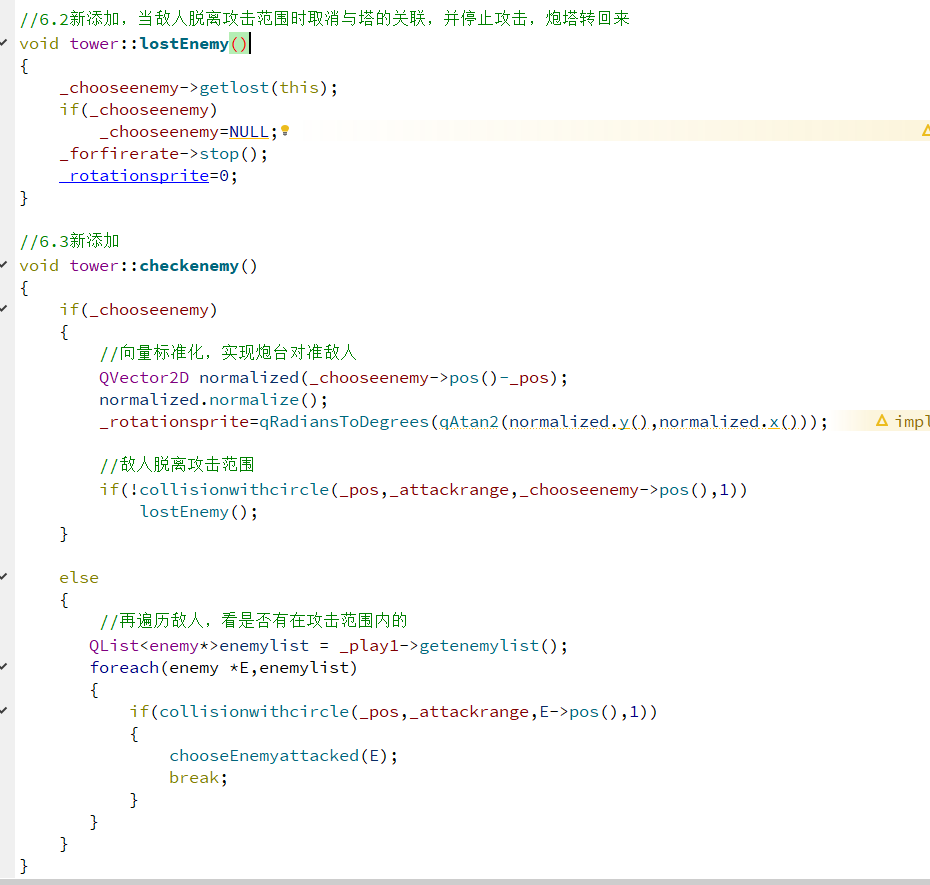 //6.2新添加，当敌人脱离攻击范围时取消与塔的关联，并停止攻击，炮塔转回来
void tower::lostEnemy()
{
    _chooseenemy->getlost(this);
    if(_chooseenemy)
        _chooseenemy=NULL;
    _forfirerate->stop();
    _rotationsprite=0;
}
//6.3新添加
void tower::checkenemy()
{
    if(_chooseenemy)
    {
        //向量标准化，实现炮台对准敌人
        QVector2D normalized(_chooseenemy->pos()-_pos);
        normalized.normalize();
        _rotationsprite=qRadiansToDegrees(qAtan2(normalized.y(),normalized.x())); impl
        //敌人脱离攻击范围
        if(!collisionwithcircle(_pos,_attackrange,_chooseenemy->pos(),1))
            lostEnemy();
    }
    else
    {
        //再遍历敌人，看是否有在攻击范围内的
       QList<enemy*>enemylist = _play1->getenemylist();
       foreach(enemy *E,enemylist)
       {
           if(collisionwithcircle(_pos,_attackrange,E->pos(),1))
           {
               chooseEnemyattacked(E);
               break;
           }
       }
    }
}